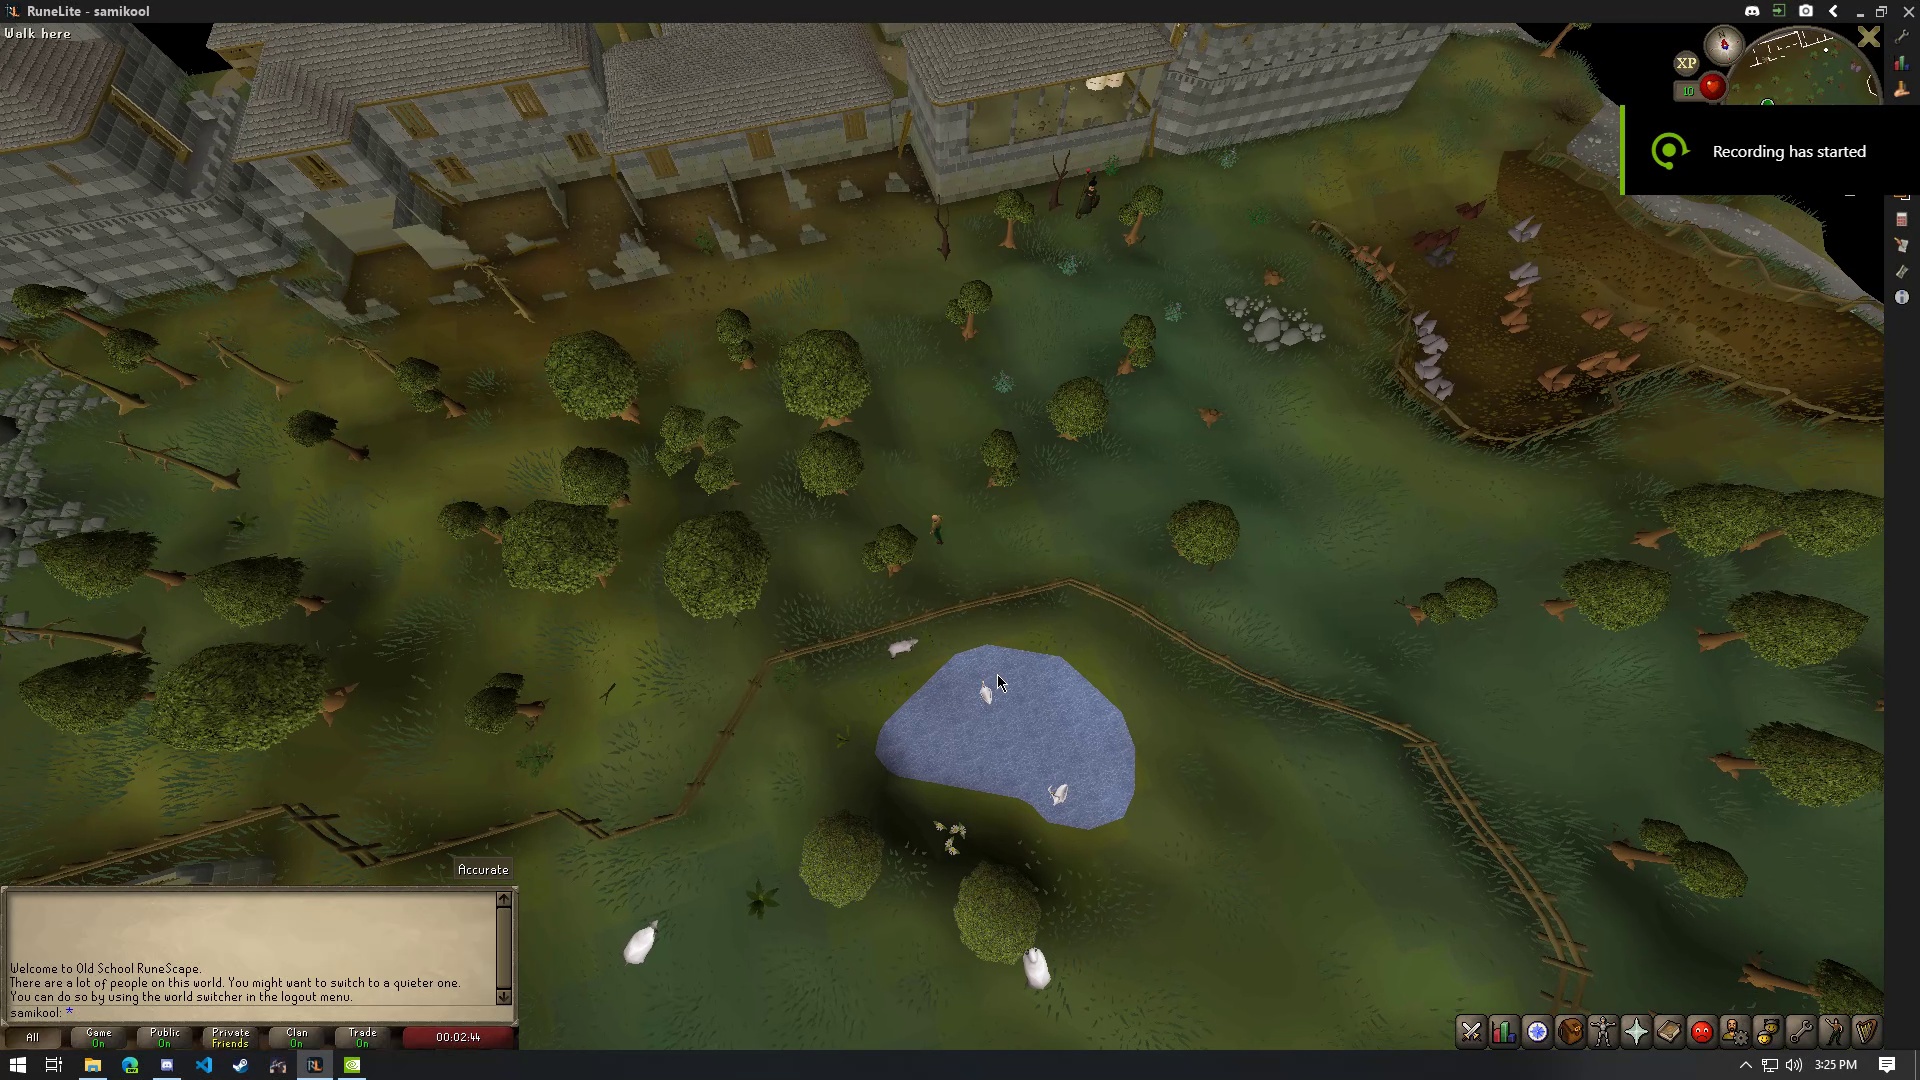 RuneLite - samikool
Walk here
XP
10
Recording has started
Accurate
Welcome to Old School RuneScape.
There are a lot of people on this world. You might want to switch to a quieter one.
You can do so by using the world switcher in the logout menu.
samikool: *
All
Game
On
Public
On
Private
Friends
Clan
On
Trade
On
00:02:44
3:25 PM